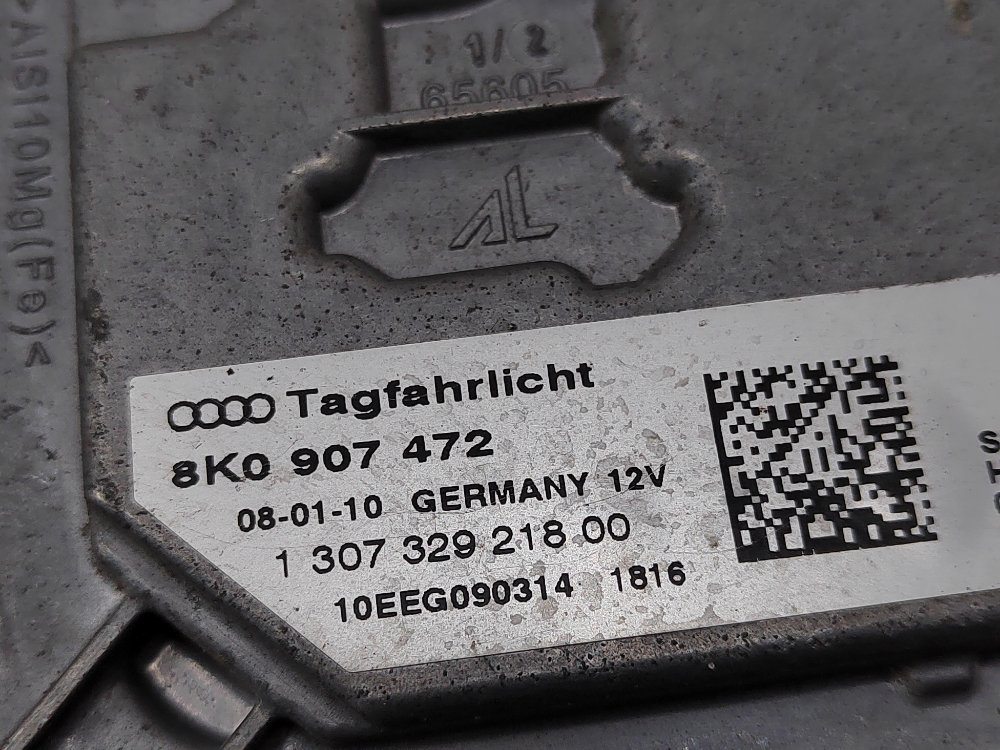 >AlSi10Mg(Fe)<
1/2
65605
AL
Tagfahrlicht
8K0 907 472
08-01-10 GERMANY 12V
1 307 329 218 00
10EEG090314 1816
S
H